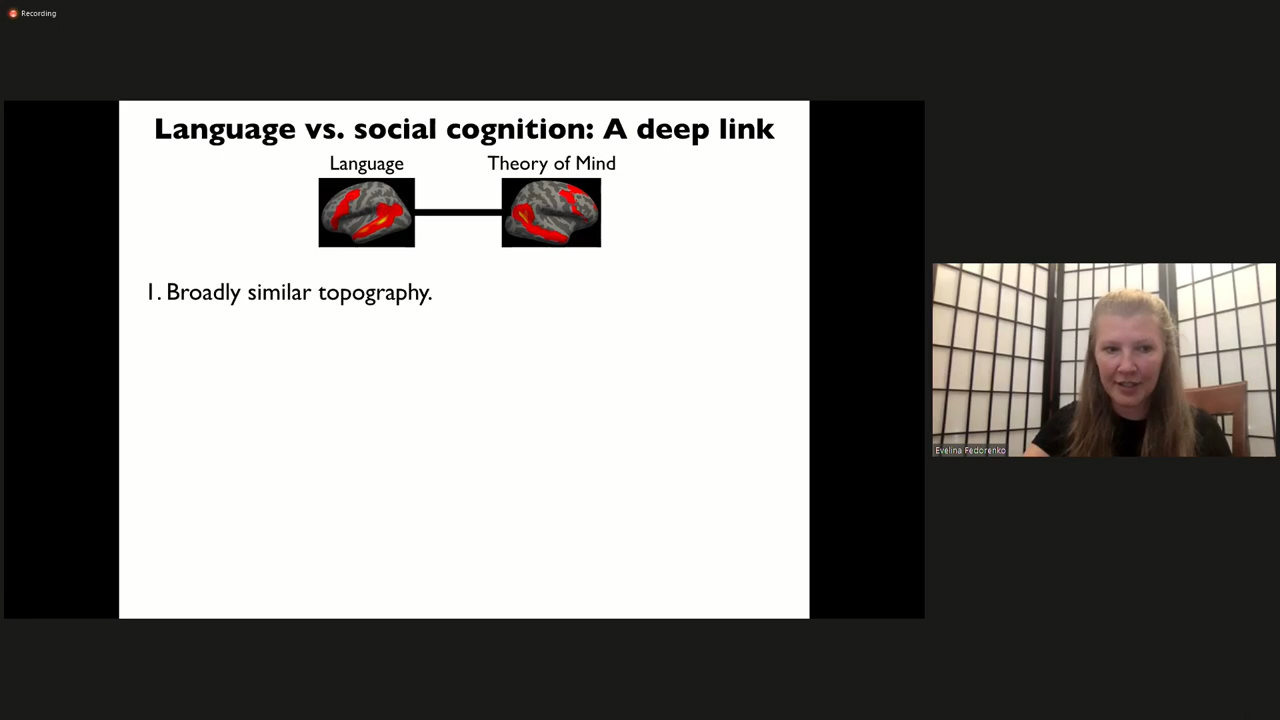 Recording
Language vs. social cognition: A deep link
Language
Theory of Mind
1. Broadly similar topography.
Evelina Fedorenko